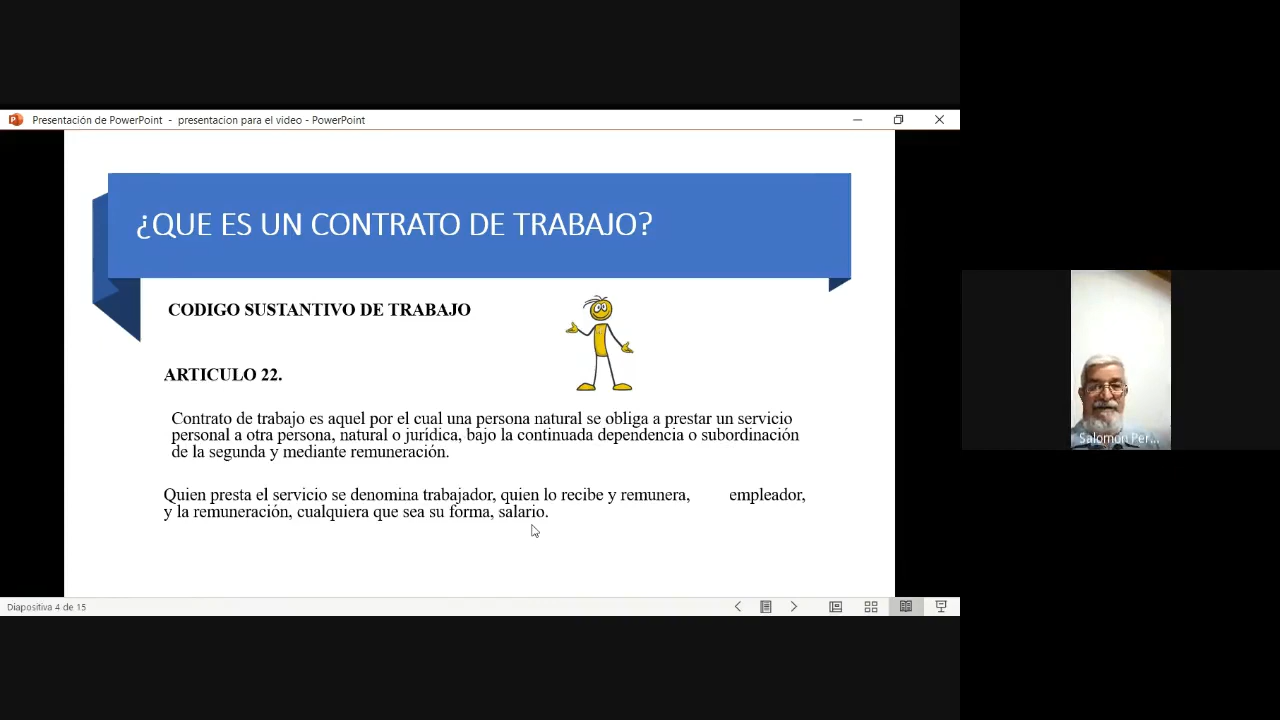 Presentación de PowerPoint - presentacion para el video - PowerPoint
¿QUE ES UN CONTRATO DE TRABAJO?
CODIGO SUSTANTIVO DE TRABAJO
ARTICULO 22.
Contrato de trabajo es aquel por el cual una persona natural se obliga a prestar un servicio
personal a otra persona, natural o jurídica, bajo la continuada dependencia o subordinación
de la segunda y mediante remuneración.
Quien presta el servicio se denomina trabajador, quien lo recibe y remunera, empleador,
y la remuneración, cualquiera que sea su forma, salario.
Salomon Per...
Diapositiva 4 de 15